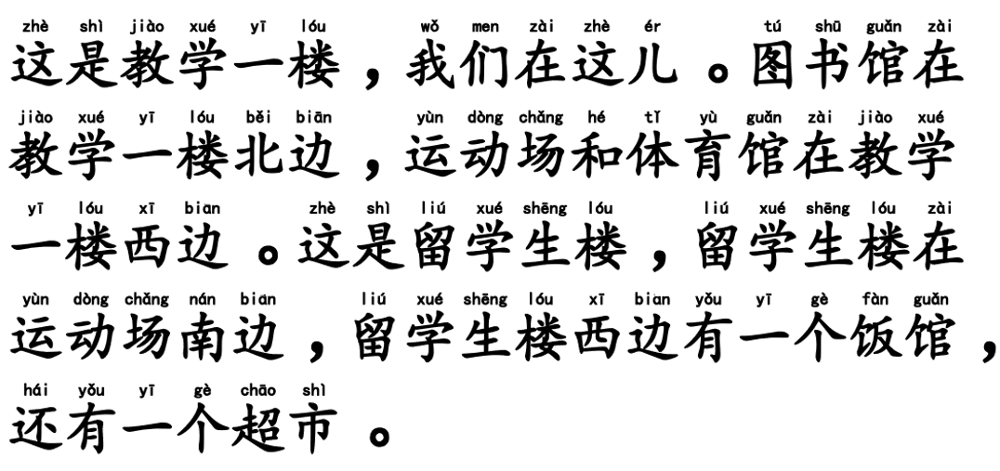 zhè shì jiào xué yī lóu wǒ men zài zhè ér tú shū guǎn zài
这是教学一楼，我们在这儿。图书馆在
jiào xué yī lóu běi biān yùn dòng chǎng hé tǐ yù guǎn zài jiào xué
教学一楼北边，运动场和体育馆在教学
yī lóu xī biān zhè shì liú xué shēng lóu liú xué shēng lóu zài
一楼西边。这是留学生楼，留学生楼在
yùn dòng chǎng nán biān liú xué shēng lóu xī biān yǒu yī gè fàn guǎn
运动场南边，留学生楼西边有一个饭馆，
hái yǒu yī gè chāo shì
还有一个超市。